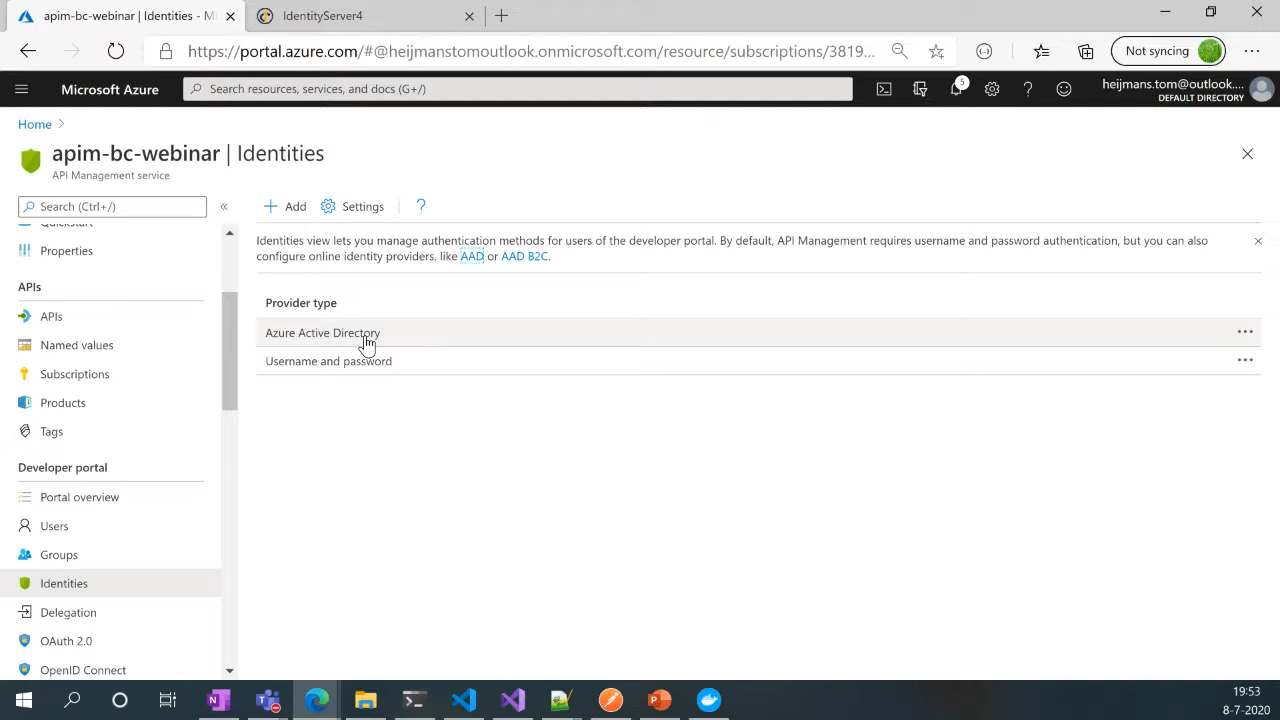 apim-bc-webinar | Identities - Mi
IdentityServer4
https://portal.azure.com/#@heijmanstomoutlook.onmicrosoft.com/resource/subscriptions/3819...
Not syncing
Microsoft Azure
Search resources, services, and docs (G+/)
5
heijmans.tom@outlook....
DEFAULT DIRECTORY
Home
apim-bc-webinar | Identities
API Management service
Search (Ctrl+/)
«
Add
Settings
?
Quickstart
Properties
APIs
APIs
Named values
Subscriptions
Products
Tags
Developer portal
Portal overview
Users
Groups
Identities
Delegation
OAuth 2.0
OpenID Connect
Identities view lets you manage authentication methods for users of the developer portal. By default, API Management requires username and password authentication, but you can also
configure online identity providers, like AAD or AAD B2C.
Provider type
Azure Active Directory
Username and password
19:53
8-7-2020